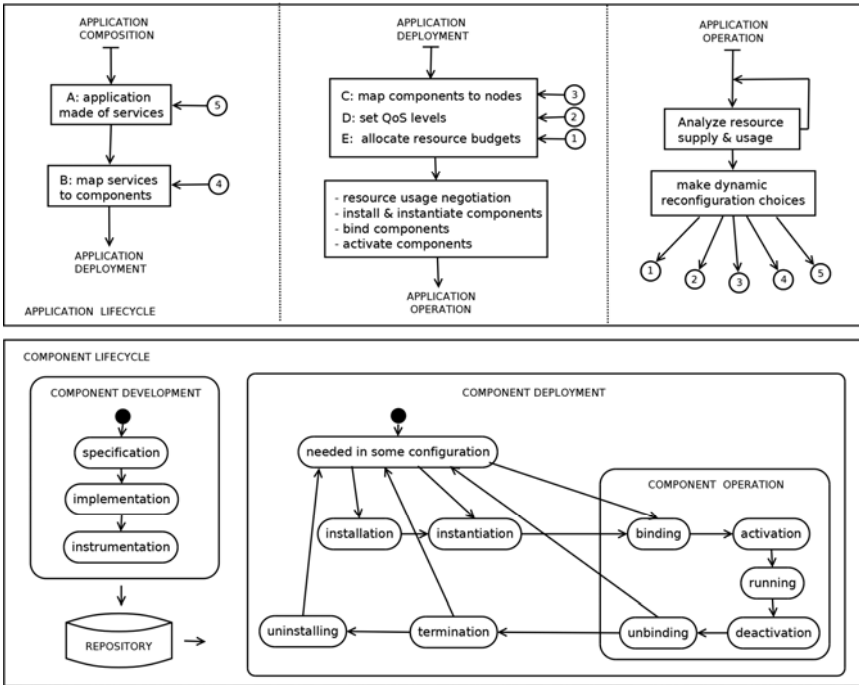 APPLICATION
COMPOSITION
A: application
made of services
5
B: map services
to components
4
APPLICATION
DEPLOYMENT
APPLICATION LIFECYCLE
APPLICATION
DEPLOYMENT
C: map components to nodes
3
D: set QoS levels
2
E: allocate resource budgets
1
- resource usage negotiation
- install & instantiate components
- bind components
- activate components
APPLICATION
OPERATION
APPLICATION
OPERATION
Analyze resource
supply & usage
make dynamic
reconfiguration choices
1
2
3
4
5
COMPONENT LIFECYCLE
COMPONENT DEVELOPMENT
specification
implementation
instrumentation
REPOSITORY
COMPONENT DEPLOYMENT
needed in some configuration
COMPONENT OPERATION
installation
instantiation
binding
activation
running
uninstalling
termination
unbinding
deactivation